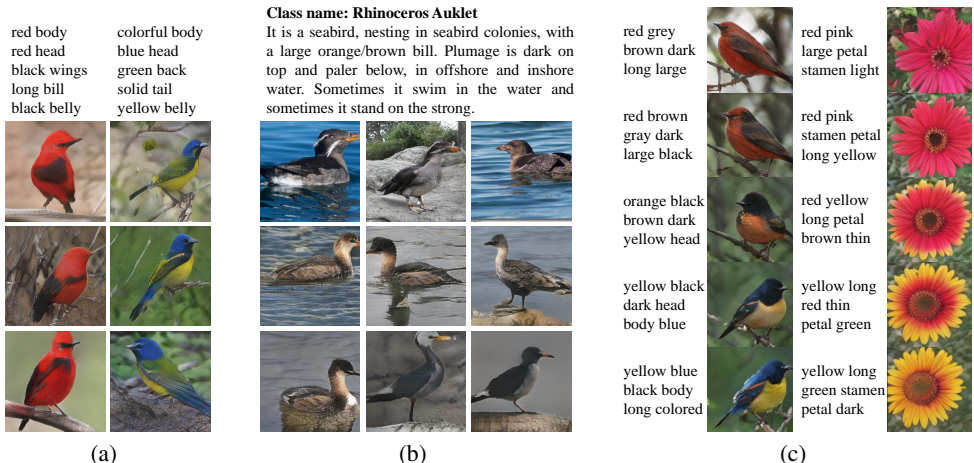 red body
red head
black wings
long bill
black belly
colorful body
blue head
green back
solid tail
yellow belly
(a)
Class name: Rhinoceros Auklet
It is a seabird, nesting in seabird colonies, with
a large orange/brown bill. Plumage is dark on
top and paler below, in offshore and inshore
water. Sometimes it swim in the water and
sometimes it stand on the strong.
(b)
red grey
brown dark
long large
red brown
gray dark
large black
orange black
brown dark
yellow head
yellow black
dark head
body blue
yellow blue
black body
long colored
red pink
large petal
stamen light
red pink
stamen petal
long yellow
red yellow
long petal
brown thin
yellow long
red thin
petal green
yellow long
green stamen
petal dark
(c)